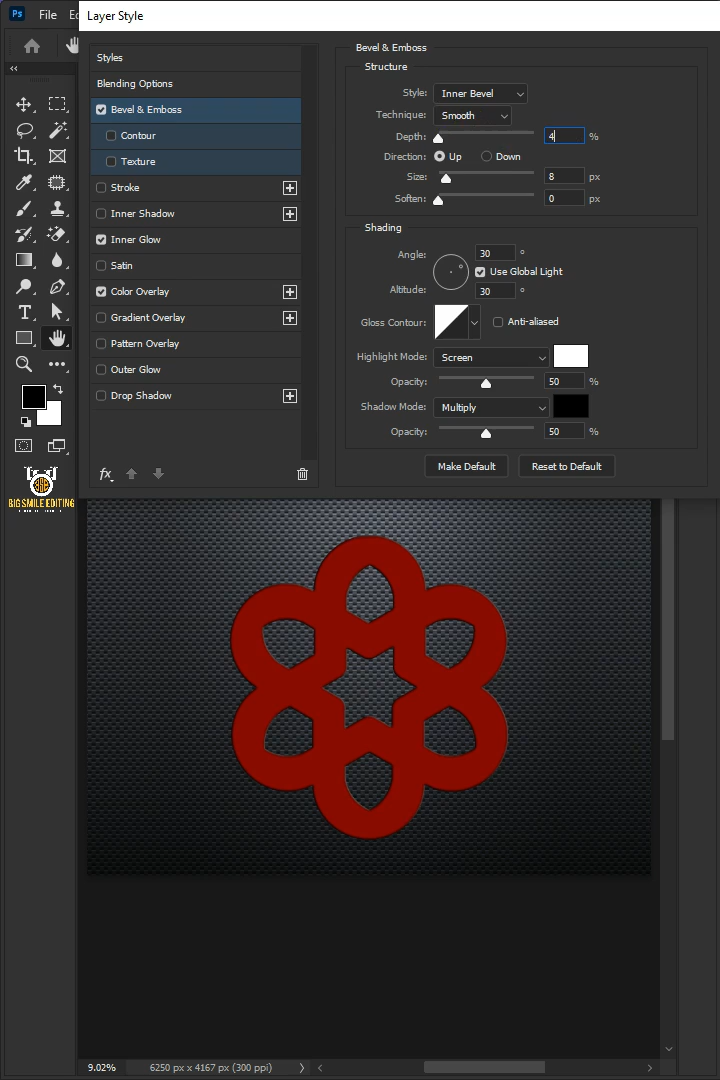 Ps File Layer Style
Styles
Blending Options
Bevel & Emboss
Contour
Texture
Stroke
Inner Shadow
Inner Glow
Satin
Color Overlay
Gradient Overlay
Pattern Overlay
Outer Glow
Drop Shadow
fx
Bevel & Emboss
Structure
Style: Inner Bevel
Technique: Smooth
Depth: 4 %
Direction: Up Down
Size: 8 px
Soften: 0 px
Shading
Angle: 30 °
Use Global Light
Altitude: 30 °
Gloss Contour: Anti-aliased
Highlight Mode: Screen
Opacity: 50 %
Shadow Mode: Multiply
Opacity: 50 %
Make Default Reset to Default
BIG SMILE EDITING
9.02% 6250 px x 4167 px (300 ppi)